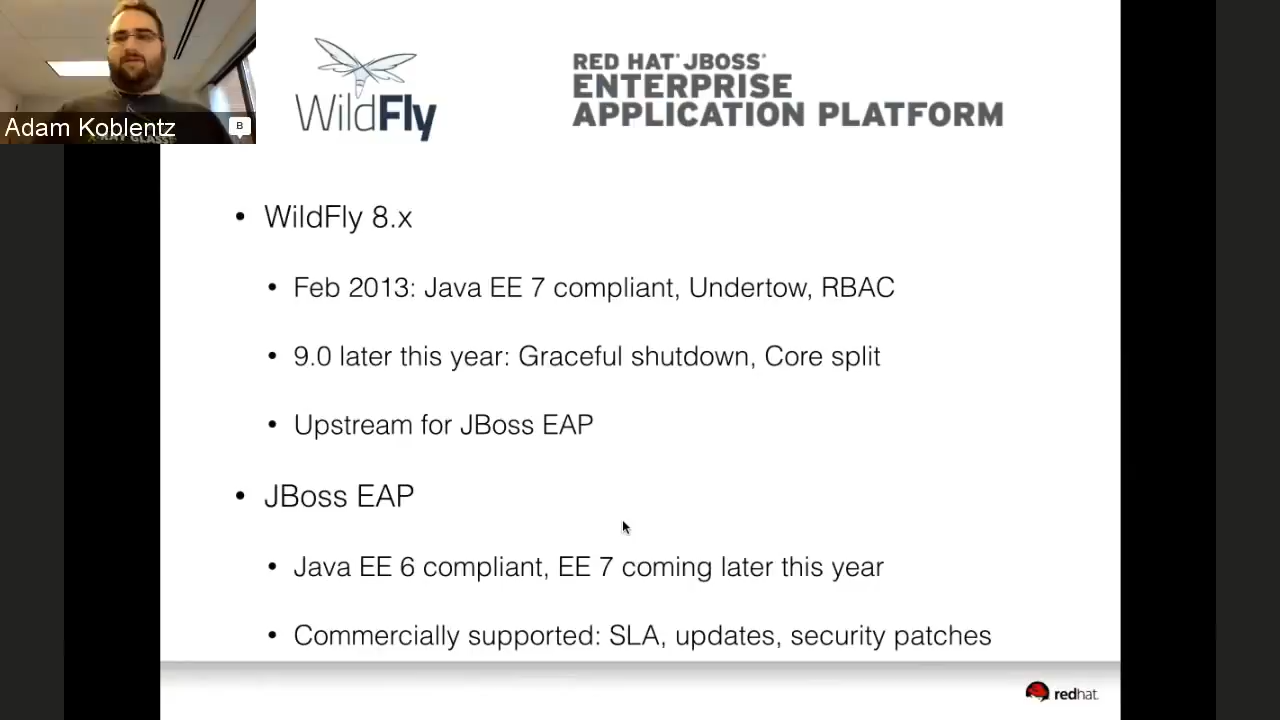 Adam Koblentz
B
WildFly
RED HAT® JBOSS®
ENTERPRISE
APPLICATION PLATFORM
• WildFly 8.x
• Feb 2013: Java EE 7 compliant, Undertow, RBAC
• 9.0 later this year: Graceful shutdown, Core split
• Upstream for JBoss EAP
• JBoss EAP
• Java EE 6 compliant, EE 7 coming later this year
• Commercially supported: SLA, updates, security patches
redhat.